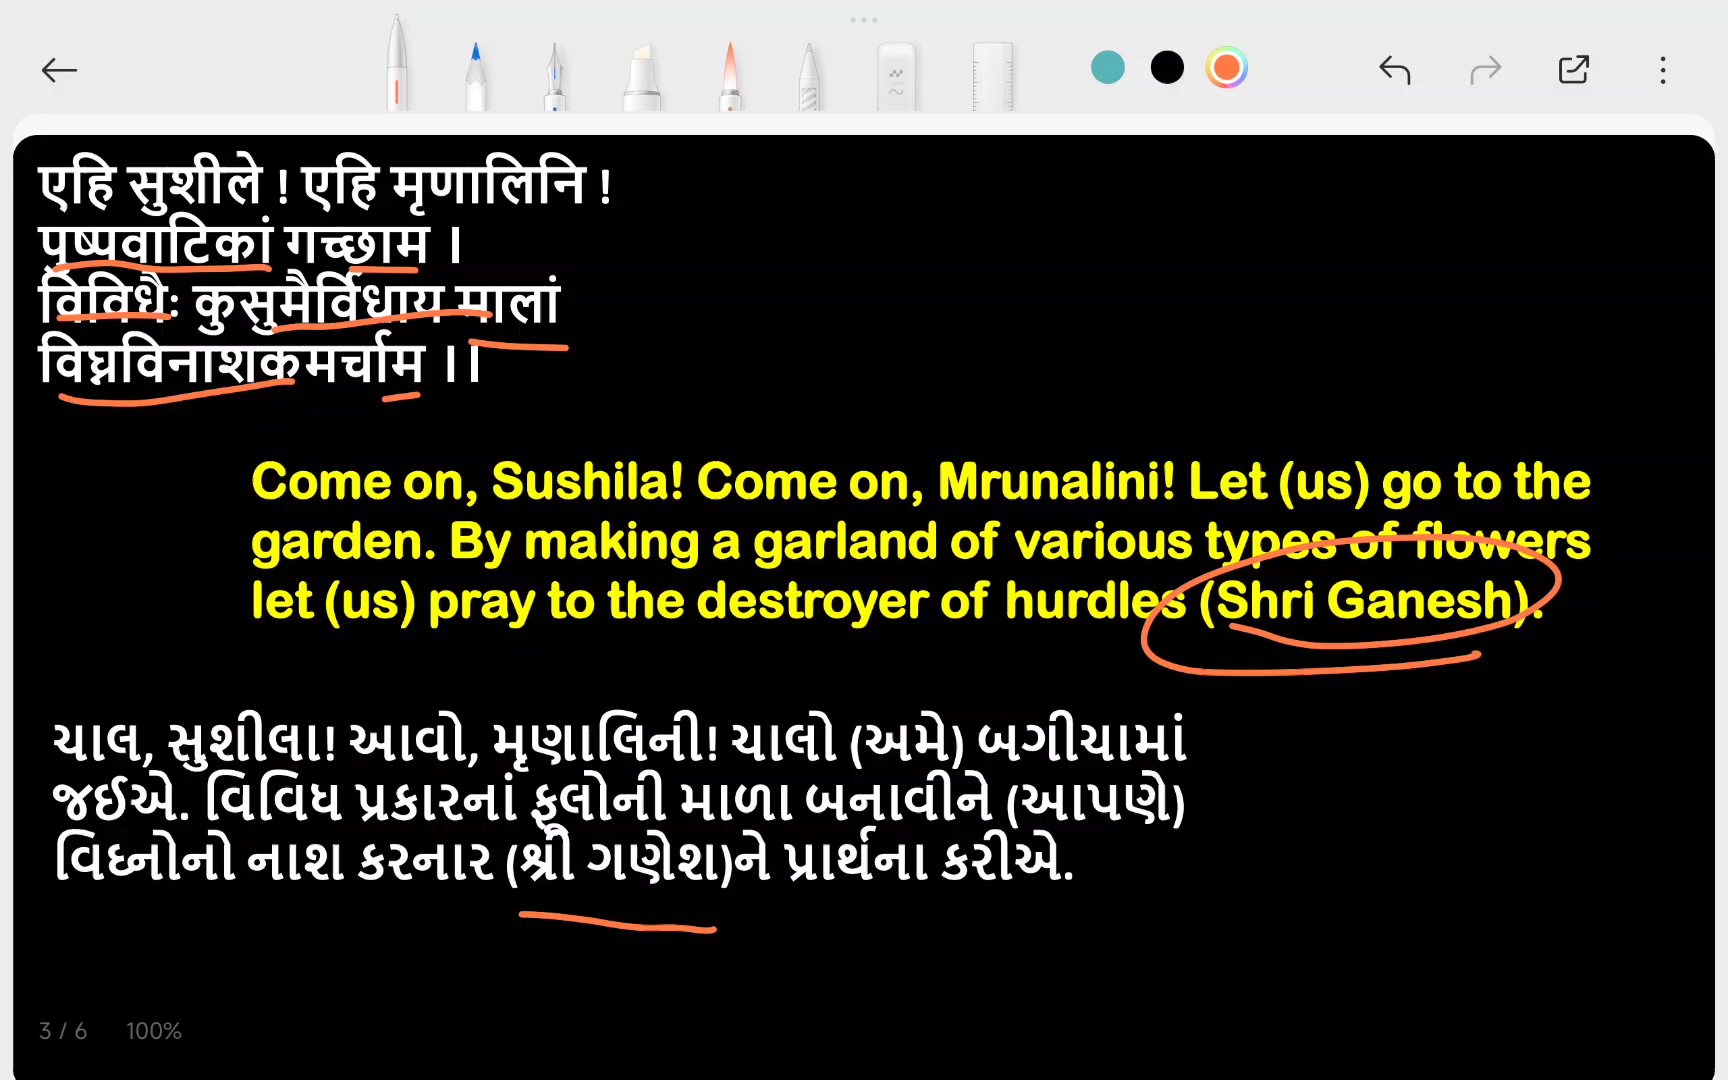 एहि सुशीले ! एहि मृणालिनि !
पुष्पवाटिकां गच्छाम ।
विविधैः कुसुमैर्विधाय मालां
विघ्नविनाशकमर्चाम ।।
Come on, Sushila! Come on, Mrunalini! Let (us) go to the
garden. By making a garland of various types of flowers
let (us) pray to the destroyer of hurdles (Shri Ganesh).
ચાલ, સુશીલા! આવો, મૃણાલિની! ચાલો (અમે) બગીચામાં
જઈએ. વિવિધ પ્રકારનાં ફૂલોની માળા બનાવીને (આપણે)
વિઘ્નોનો નાશ કરનાર (શ્રી ગણેશ)ને પ્રાર્થના કરીએ.
3 / 6 100%